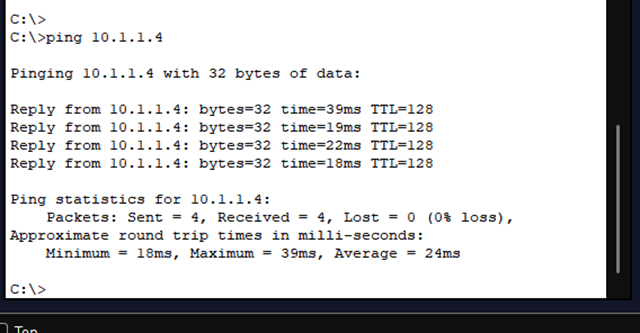 C:\>
C:\>ping 10.1.1.4
Pinging 10.1.1.4 with 32 bytes of data:
Reply from 10.1.1.4: bytes=32 time=39ms TTL=128
Reply from 10.1.1.4: bytes=32 time=19ms TTL=128
Reply from 10.1.1.4: bytes=32 time=22ms TTL=128
Reply from 10.1.1.4: bytes=32 time=18ms TTL=128
Ping statistics for 10.1.1.4:
Packets: Sent = 4, Received = 4, Lost = 0 (0% loss),
Approximate round trip times in milli-seconds:
Minimum = 18ms, Maximum = 39ms, Average = 24ms
C:\>
Top